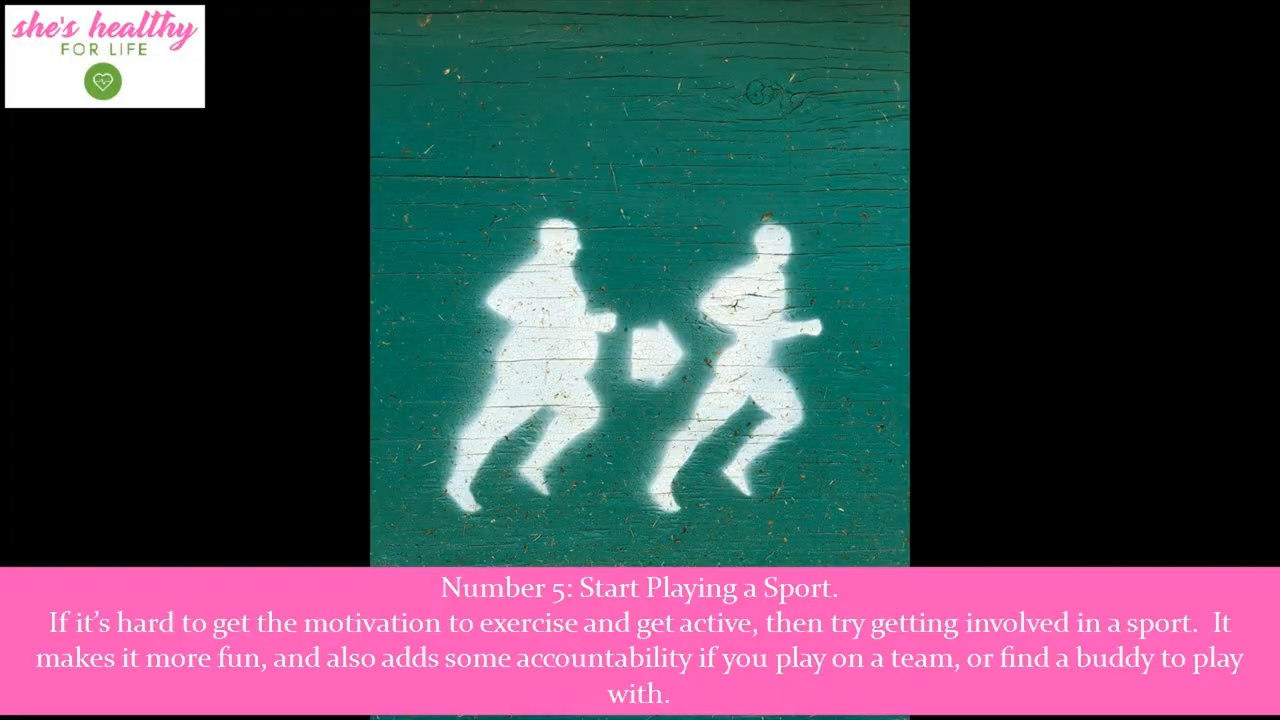 she's healthy
FOR LIFE
Number 5: Start Playing a Sport.
If it’s hard to get the motivation to exercise and get active, then try getting involved in a sport.  It
makes it more fun, and also adds some accountability if you play on a team, or find a buddy to play
with.